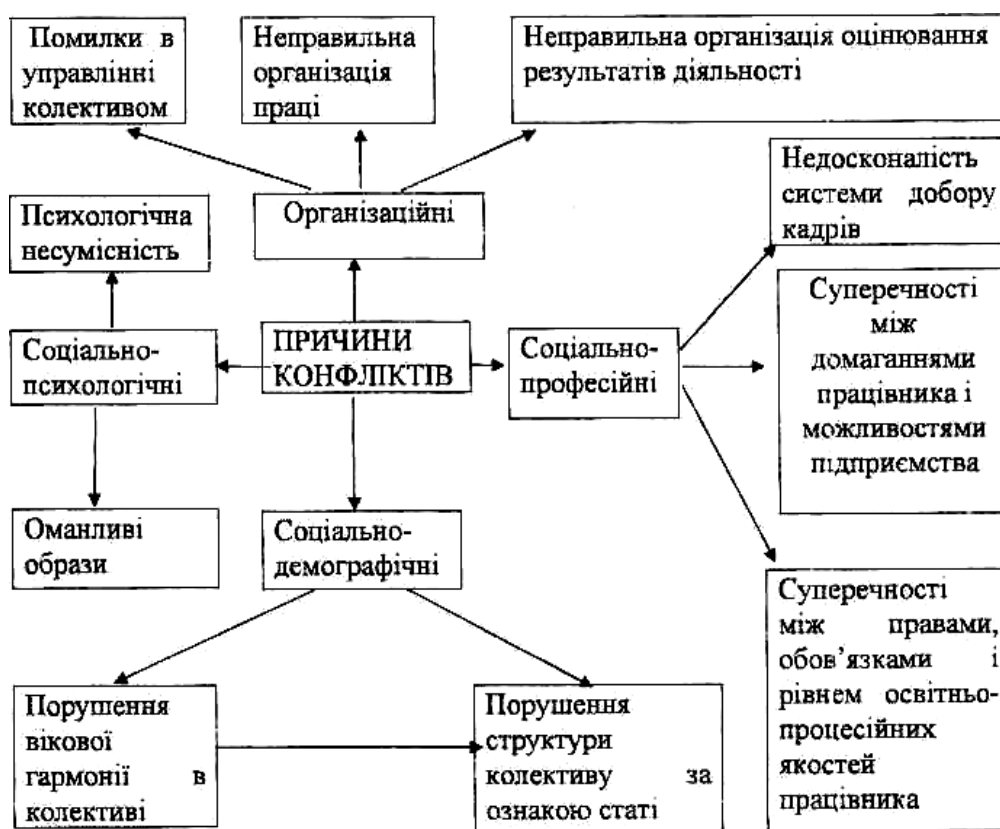 Помилки в
управлінні
колективом
Неправильна
організація
праці
Неправильна організація оцінювання
результатів діяльності
Недосконалість
системи добору
кадрів
Психологічна
несумісність
Організаційні
Суперечності
між
домаганнями
працівника і
можливостями
підприємства
Соціально-
психологічні
ПРИЧИНИ
КОНФЛІКТІВ
Соціально-
професійні
Оманливі
образи
Соціально-
демографічні
Суперечності
між правами,
обов’язками і
рівнем освітньо-
процесійних
якостей
працівника
Порушення
вікової
гармонії в
колективі
Порушення
структури
колективу за
ознакою статі